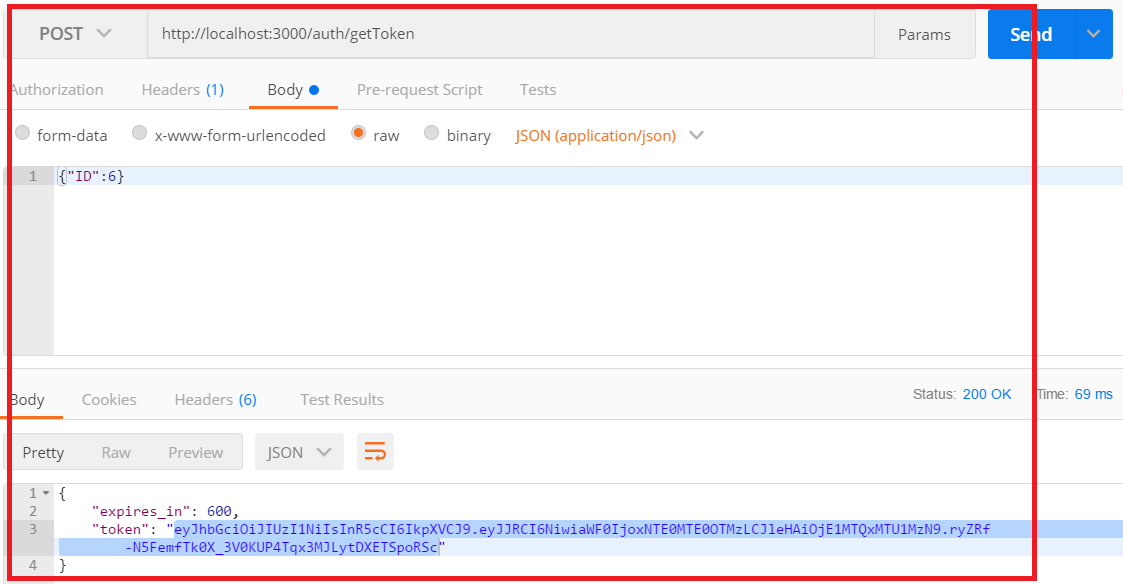 POST http://localhost:3000/auth/getToken Params Send
Authorization Headers (1) Body Pre-request Script Tests
form-data x-www-form-urlencoded raw binary JSON (application/json)
1 {"ID":6}
Body Cookies Headers (6) Test Results Status: 200 OK Time: 69 ms
Pretty Raw Preview JSON
1 {
2 "expires_in": 600,
3 "token": "eyJhbGciOiJIUzI1NiIsInR5cCI6IkpXVCJ9.eyJJRCI6NiwiaWF0IjoxNTE0MTE0OTMzLCJleHAiOjE1MTQxMTU1MzN9.ryZRf
-N5FemfTk0X_3V0KUP4Tqx3MJLytDXETSpoRSc"
4 }